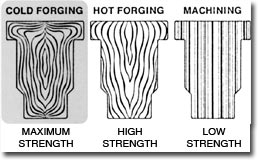 COLD FORGING
HOT FORGING
MACHINING
MAXIMUM
STRENGTH
HIGH
STRENGTH
LOW
STRENGTH